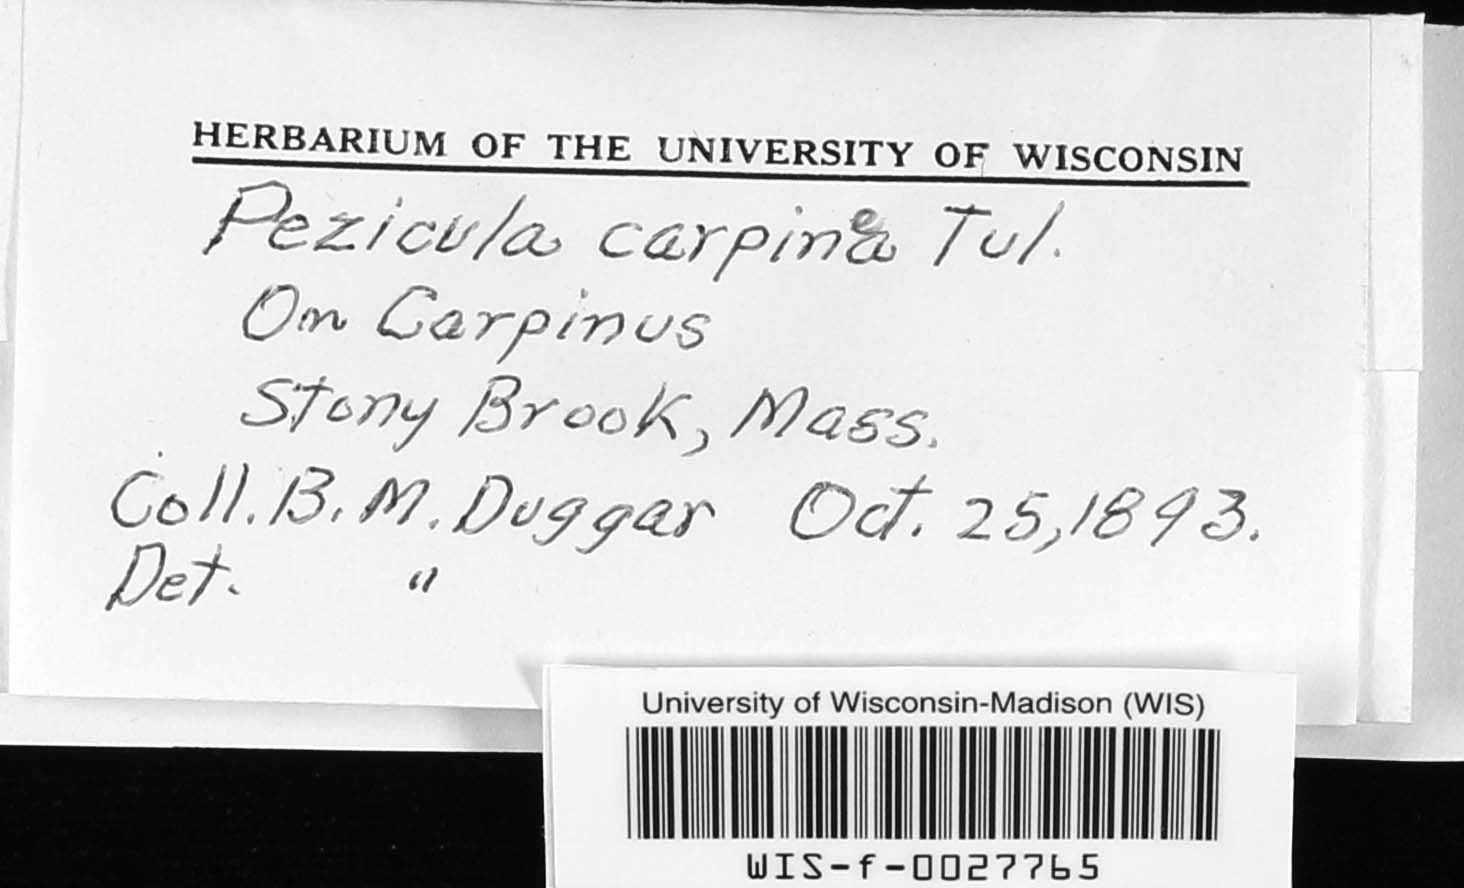 HERBARIUM OF THE UNIVERSITY OF WISCONSIN
Pezicula carpinea Tul.
On Carpinus
Stony Brook, Mass.
Coll. B. M. Duggar Oct. 25, 1893.
Det. "
University of Wisconsin-Madison (WIS)
WIS-f-0027765